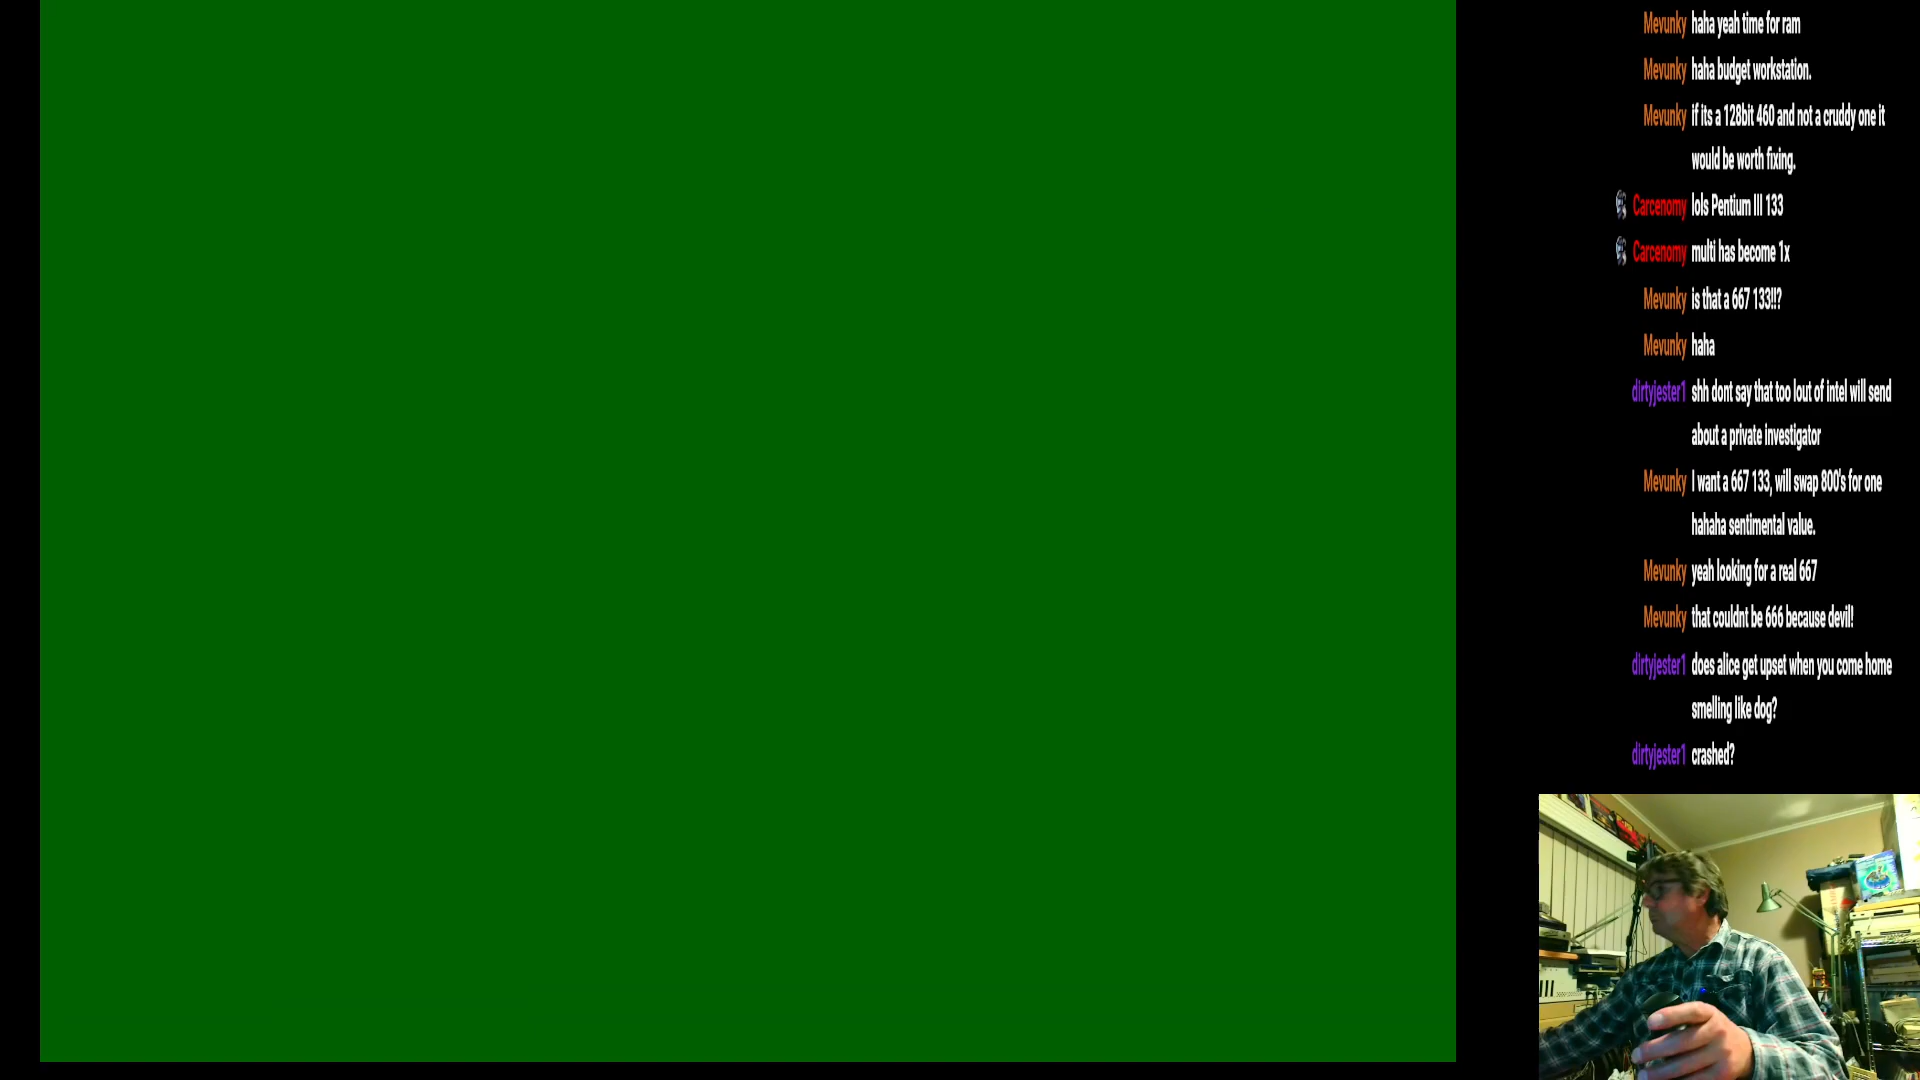 Mevunky haha yeah time for ram
Mevunky haha budget workstation.
Mevunky if its a 128bit 460 and not a cruddy one it
would be worth fixing.
Carcenomy lols Pentium III 133
Carcenomy multi has become 1x
Mevunky is that a 667 133!!?
Mevunky haha
dirtyjester1 shh dont say that too lout of intel will send
about a private investigator
Mevunky I want a 667 133, will swap 800's for one
hahaha sentimental value.
Mevunky yeah looking for a real 667
Mevunky that couldnt be 666 because devil!
dirtyjester1 does alice get upset when you come home
smelling like dog?
dirtyjester1 crashed?